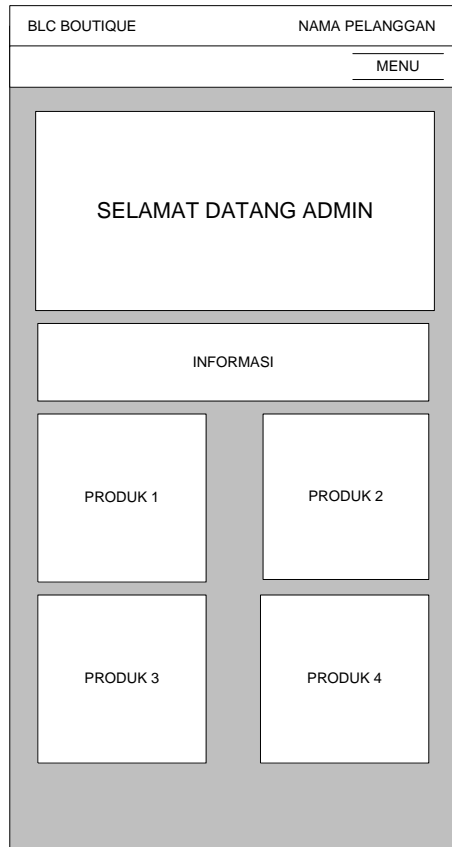 BLC BOUTIQUE NAMA PELANGGAN
MENU
SELAMAT DATANG ADMIN
INFORMASI
PRODUK 1 PRODUK 2
PRODUK 3 PRODUK 4